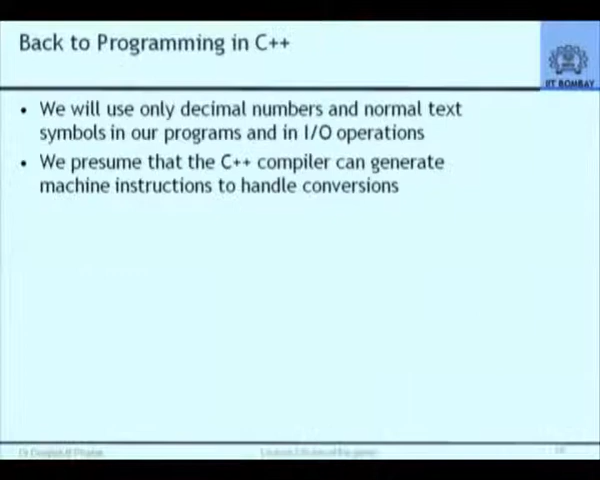 Back to Programming in C++
IIT BOMBAY
• We will use only decimal numbers and normal text
symbols in our programs and in I/O operations
• We presume that the C++ compiler can generate
machine instructions to handle conversions